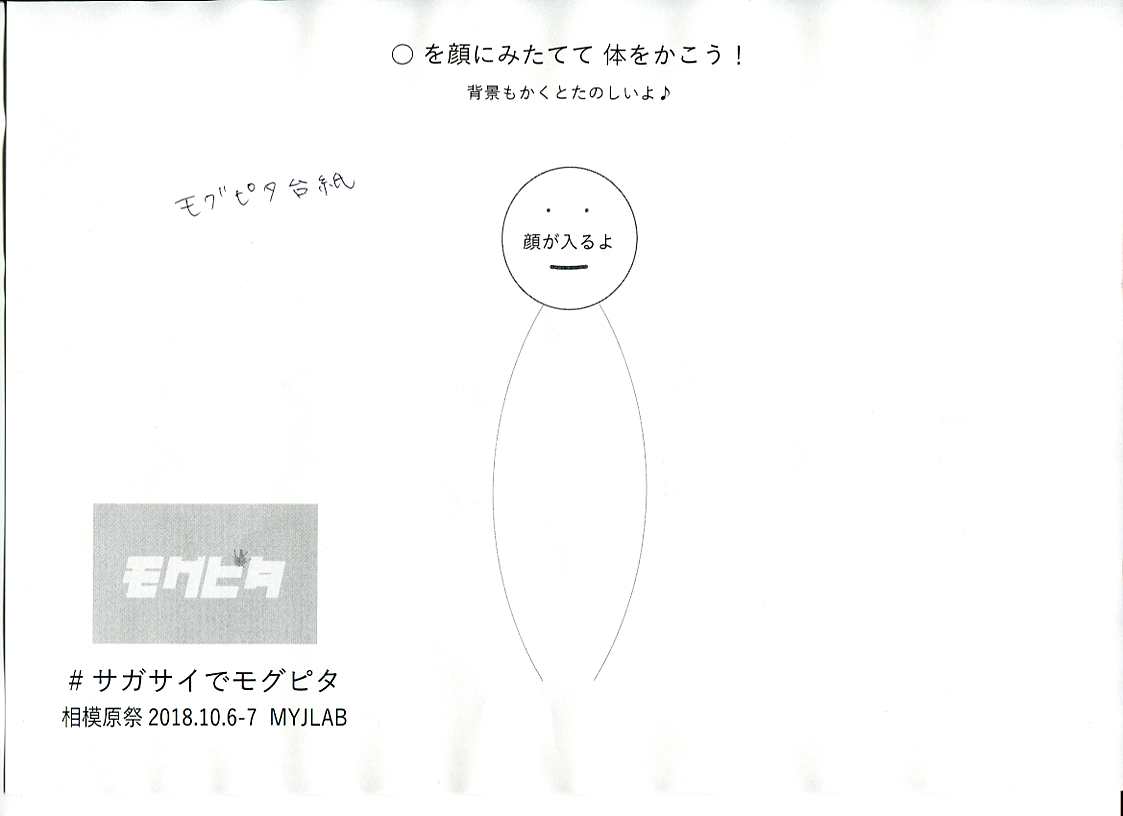 ○ を顔にみたてて 体をかこう！
背景もかくとたのしいよ♪
モグピタ台紙
顔が入るよ
モグピタ
# サガサイでモグピタ
相模原祭 2018.10.6-7 MYJLAB